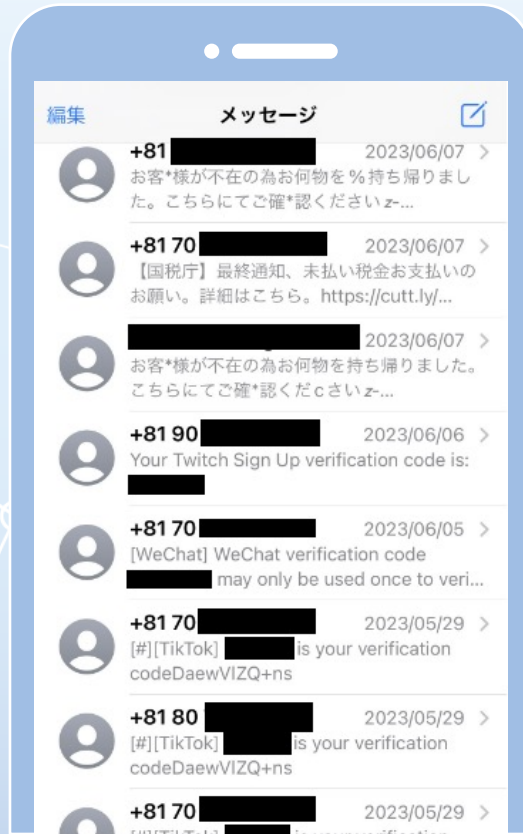 編集 メッセージ
+81 2023/06/07
お客*様が不在の為お何物を%持ち帰りまし
た。こちらにてご確*認ください z-...
+81 70 2023/06/07
【国税庁】最終通知、未払い税金お支払いの
お願い。詳細はこちら。https://cutt.ly/...
2023/06/07
お客*様が不在の為お何物を持ち帰りました。
こちらにてご確*認くだcさい z-...
+81 90 2023/06/06
Your Twitch Sign Up verification code is:
+81 70 2023/06/05
[WeChat] WeChat verification code
may only be used once to veri...
+81 70 2023/05/29
[#][TikTok] is your verification
codeDaewVIZQ+ns
+81 80 2023/05/29
[#][TikTok] is your verification
codeDaewVIZQ+ns
+81 70 2023/05/29